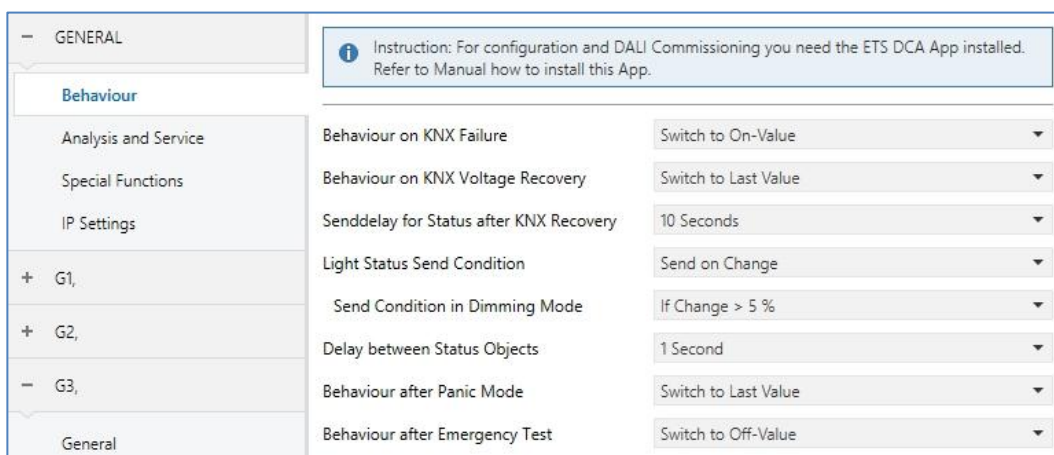 − GENERAL
Behaviour
Analysis and Service
Special Functions
IP Settings
+ G1,
+ G2,
− G3,
General
Instruction: For configuration and DALI Commissioning you need the ETS DCA App installed.
Refer to Manual how to install this App.
Behaviour on KNX Failure Switch to On-Value
Behaviour on KNX Voltage Recovery Switch to Last Value
Senddelay for Status after KNX Recovery 10 Seconds
Light Status Send Condition Send on Change
Send Condition in Dimming Mode If Change > 5 %
Delay between Status Objects 1 Second
Behaviour after Panic Mode Switch to Last Value
Behaviour after Emergency Test Switch to Off-Value